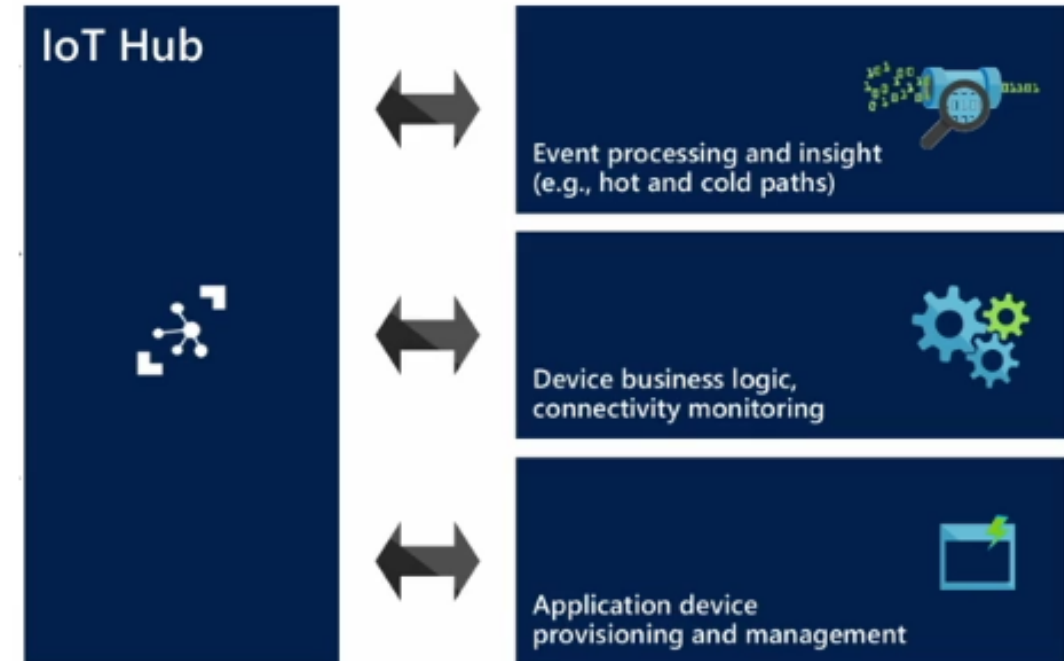 IoT Hub
Event processing and insight
(e.g., hot and cold paths)
Device business logic,
connectivity monitoring
Application device
provisioning and management